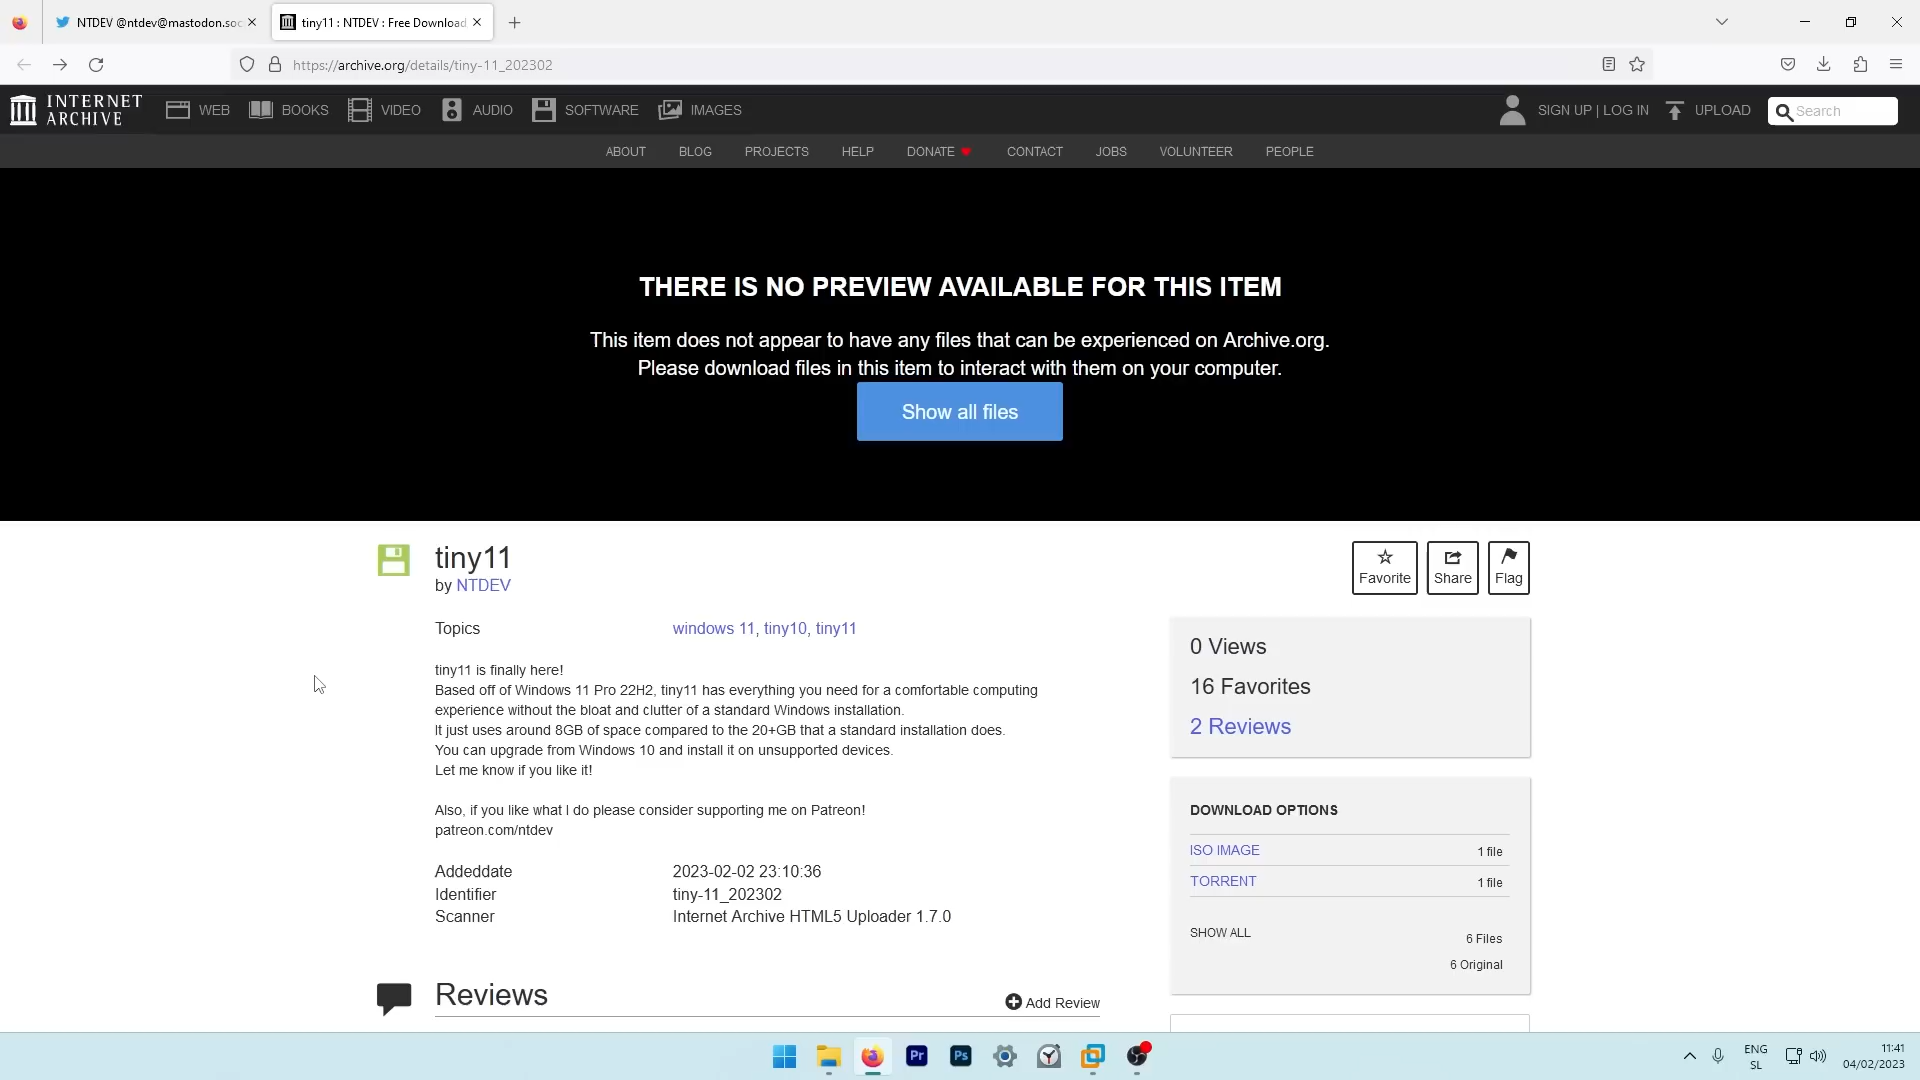 NTDEV @ntdev@mastodon.soc
tiny11 : NTDEV : Free Download
https://archive.org/details/tiny-11_202302
INTERNET ARCHIVE
WEB
BOOKS
VIDEO
AUDIO
SOFTWARE
IMAGES
SIGN UP | LOG IN
UPLOAD
Search
ABOUT
BLOG
PROJECTS
HELP
DONATE
CONTACT
JOBS
VOLUNTEER
PEOPLE
THERE IS NO PREVIEW AVAILABLE FOR THIS ITEM
This item does not appear to have any files that can be experienced on Archive.org.
Please download files in this item to interact with them on your computer.
Show all files
tiny11
by NTDEV
Favorite
Share
Flag
Topics
windows 11, tiny10, tiny11
tiny11 is finally here!
Based off of Windows 11 Pro 22H2, tiny11 has everything you need for a comfortable computing
experience without the bloat and clutter of a standard Windows installation.
It just uses around 8GB of space compared to the 20+GB that a standard installation does.
You can upgrade from Windows 10 and install it on unsupported devices.
Let me know if you like it!
Also, if you like what I do please consider supporting me on Patreon!
patreon.com/ntdev
Addeddate
2023-02-02 23:10:36
Identifier
tiny-11_202302
Scanner
Internet Archive HTML5 Uploader 1.7.0
0 Views
16 Favorites
2 Reviews
DOWNLOAD OPTIONS
ISO IMAGE
1 file
TORRENT
1 file
SHOW ALL
6 Files
6 Original
Reviews
Add Review
Pr
Ps
ENG
SL
11:41
04/02/2023